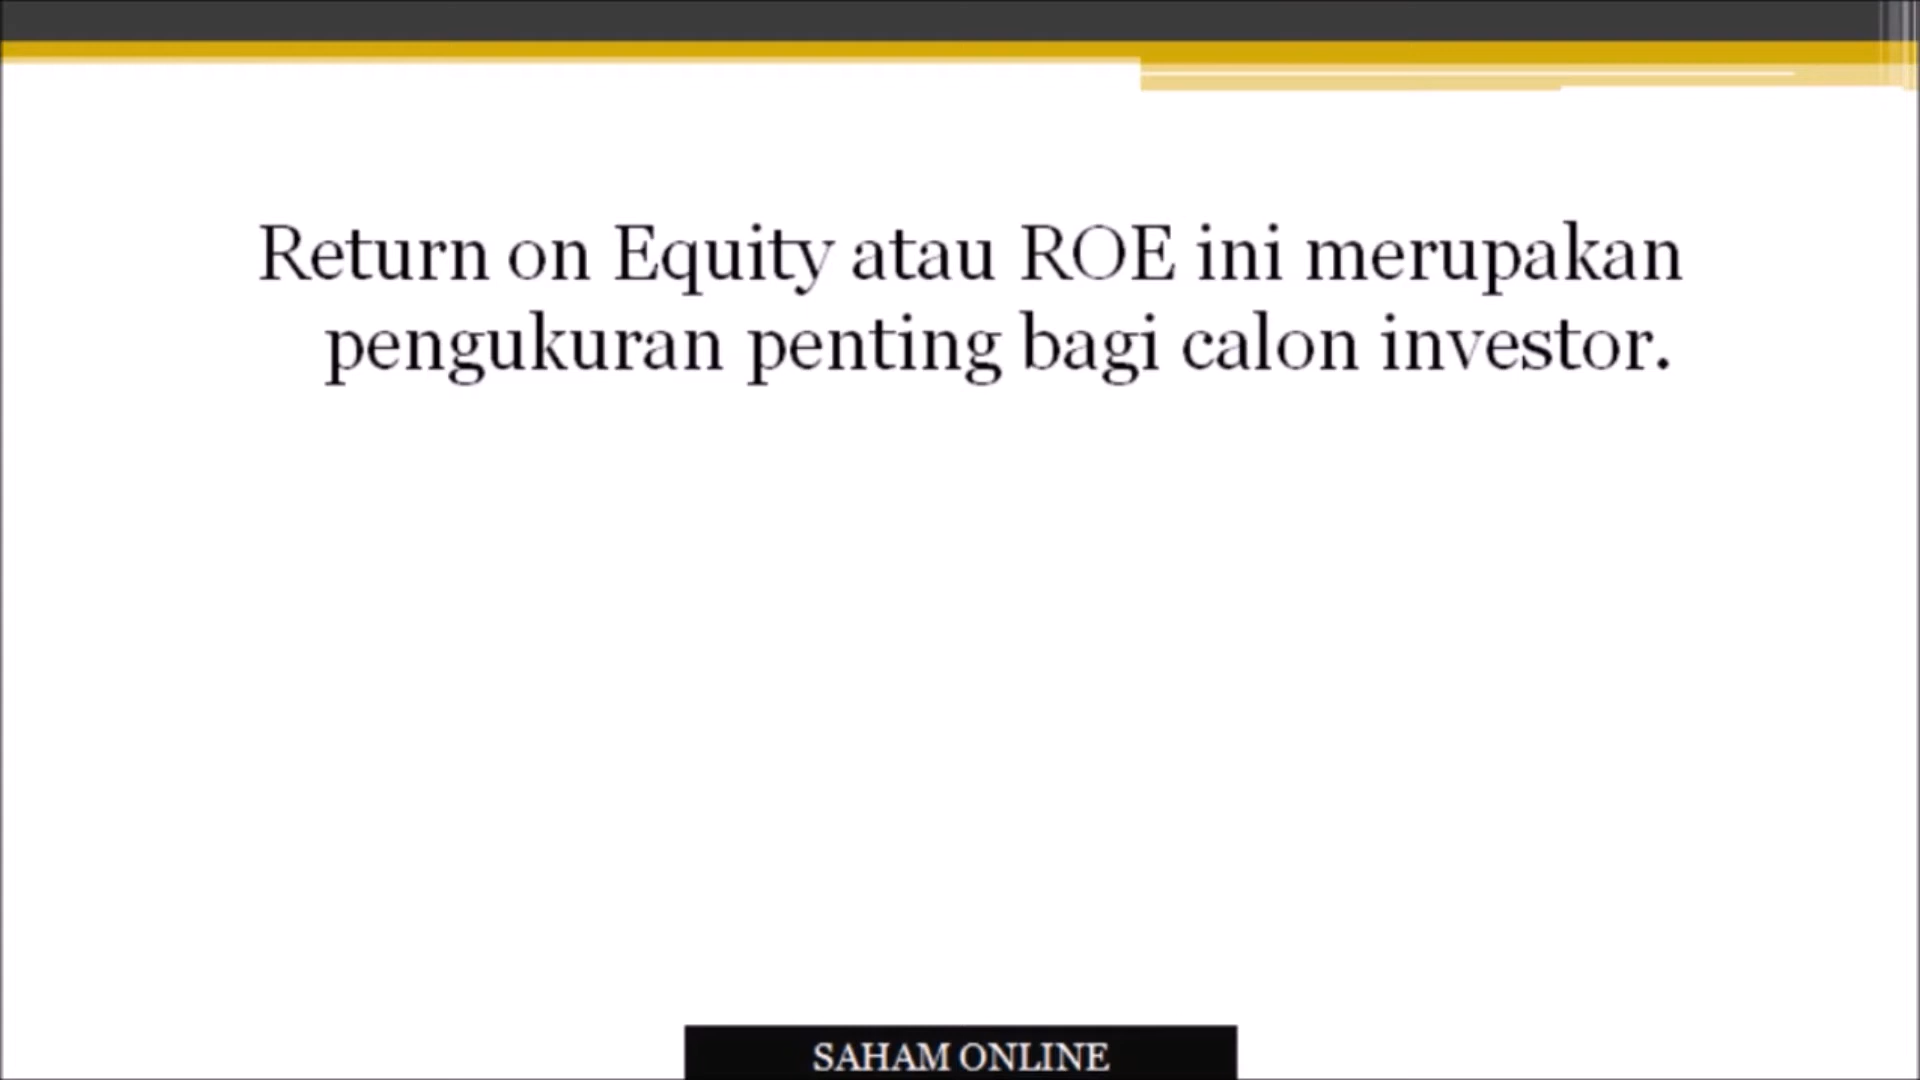 Return on Equity atau ROE ini merupakan
pengukuran penting bagi calon investor.
SAHAM ONLINE